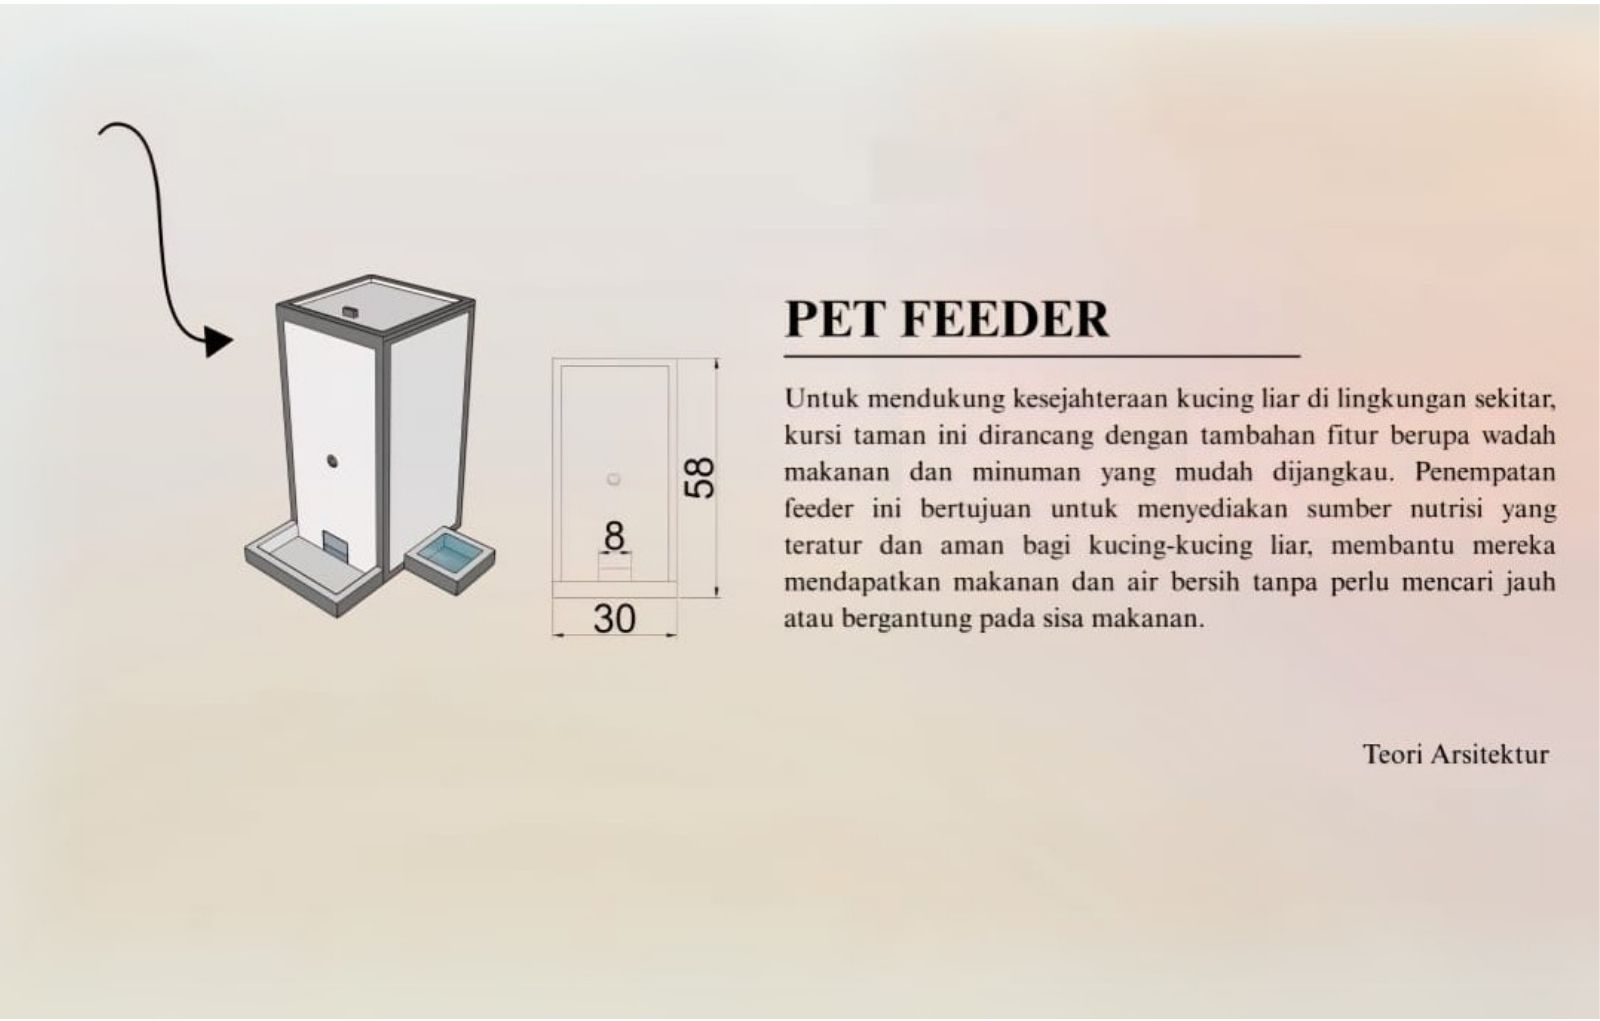 PET FEEDER
Untuk mendukung kesejahteraan kucing liar di lingkungan sekitar,
kursi taman ini dirancang dengan tambahan fitur berupa wadah
makanan dan minuman yang mudah dijangkau. Penempatan
feeder ini bertujuan untuk menyediakan sumber nutrisi yang
teratur dan aman bagi kucing-kucing liar, membantu mereka
mendapatkan makanan dan air bersih tanpa perlu mencari jauh
atau bergantung pada sisa makanan.
58
8
30
Teori Arsitektur